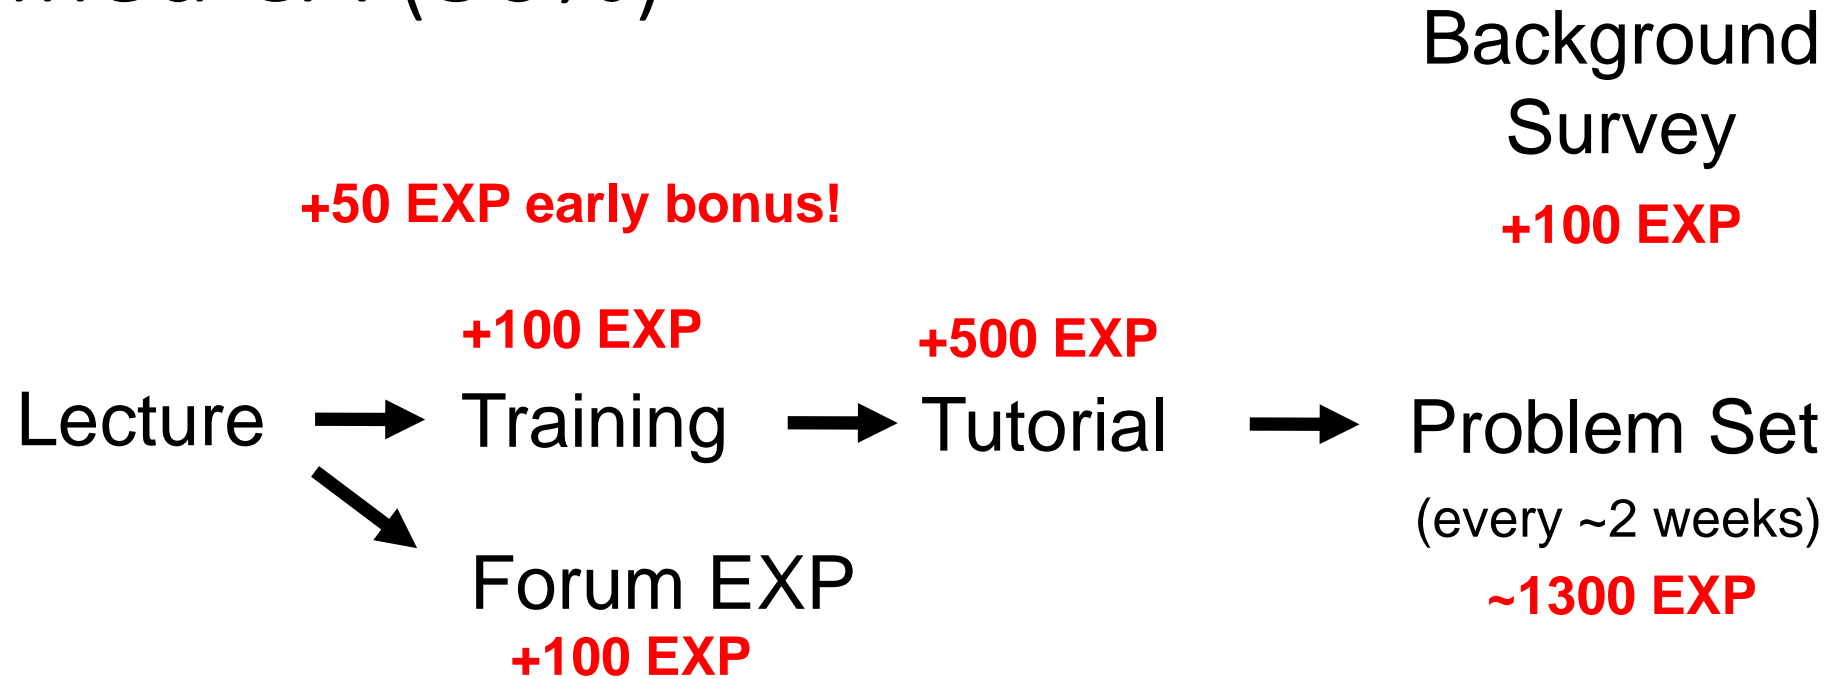 Background
Survey
+50 EXP early bonus!
+100 EXP
+100 EXP
+500 EXP
Lecture
Training
Tutorial
Problem Set
(every ~2 weeks)
~1300 EXP
Forum EXP
+100 EXP